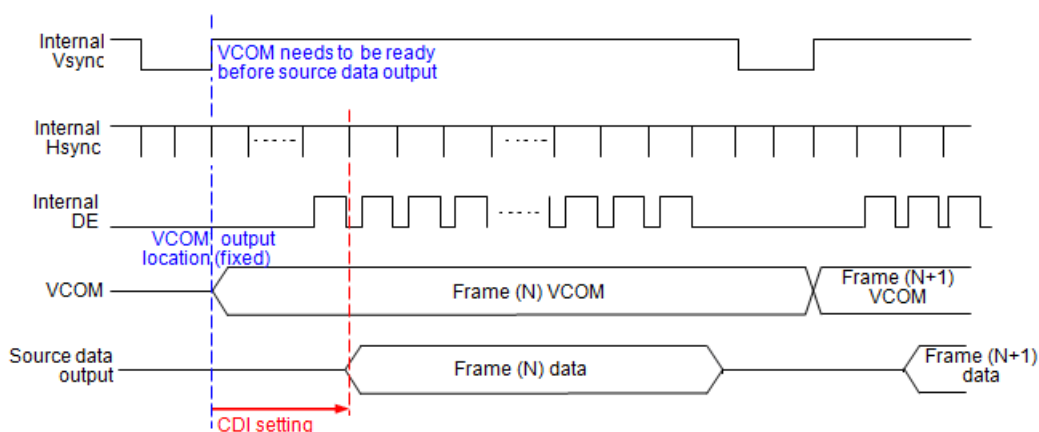 Internal
Vsync
VCOM needs to be ready
before source data output
Internal
Hsync
Internal
DE
VCOM output
location (fixed)
VCOM
Frame (N) VCOM
Frame (N+1)
VCOM
Source data
output
Frame (N) data
Frame (N+1)
data
CDI setting